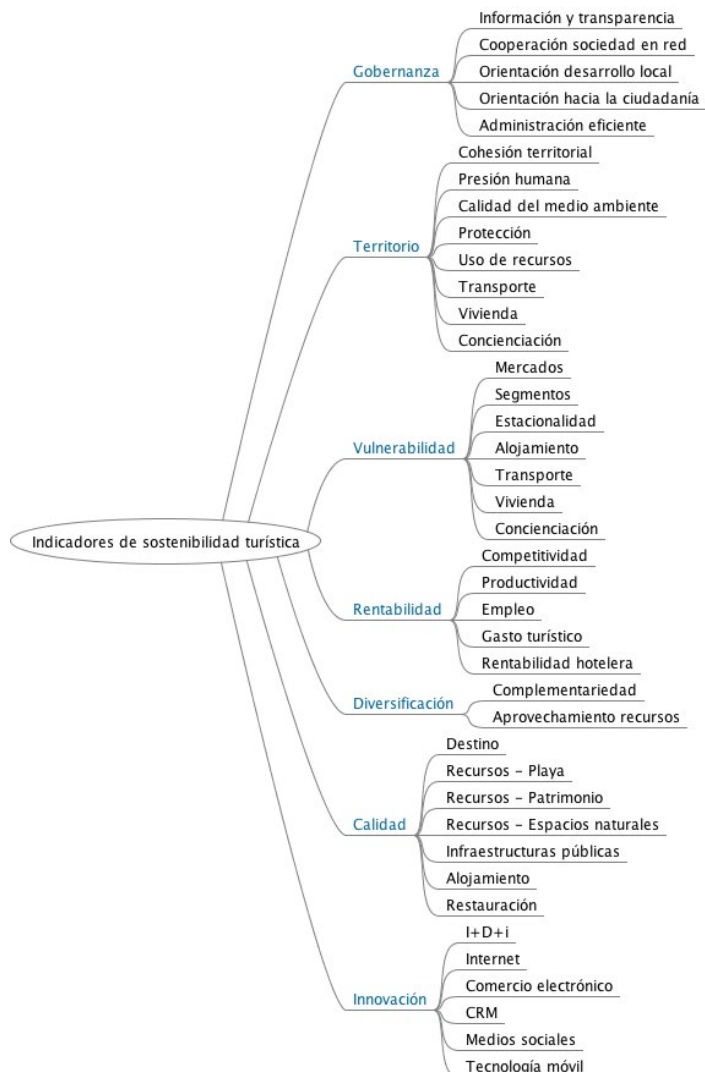 Indicadores de sostenibilidad turística
Gobernanza
Información y transparencia
Cooperación sociedad en red
Orientación desarrollo local
Orientación hacia la ciudadanía
Administración eficiente
Territorio
Cohesión territorial
Presión humana
Calidad del medio ambiente
Protección
Uso de recursos
Transporte
Vivienda
Concienciación
Vulnerabilidad
Mercados
Segmentos
Estacionalidad
Alojamiento
Transporte
Vivienda
Concienciación
Rentabilidad
Competitividad
Productividad
Empleo
Gasto turístico
Rentabilidad hotelera
Diversificación
Complementariedad
Aprovechamiento recursos
Calidad
Destino
Recursos – Playa
Recursos – Patrimonio
Recursos – Espacios naturales
Infraestructuras públicas
Alojamiento
Restauración
Innovación
I+D+i
Internet
Comercio electrónico
CRM
Medios sociales
Tecnología móvil